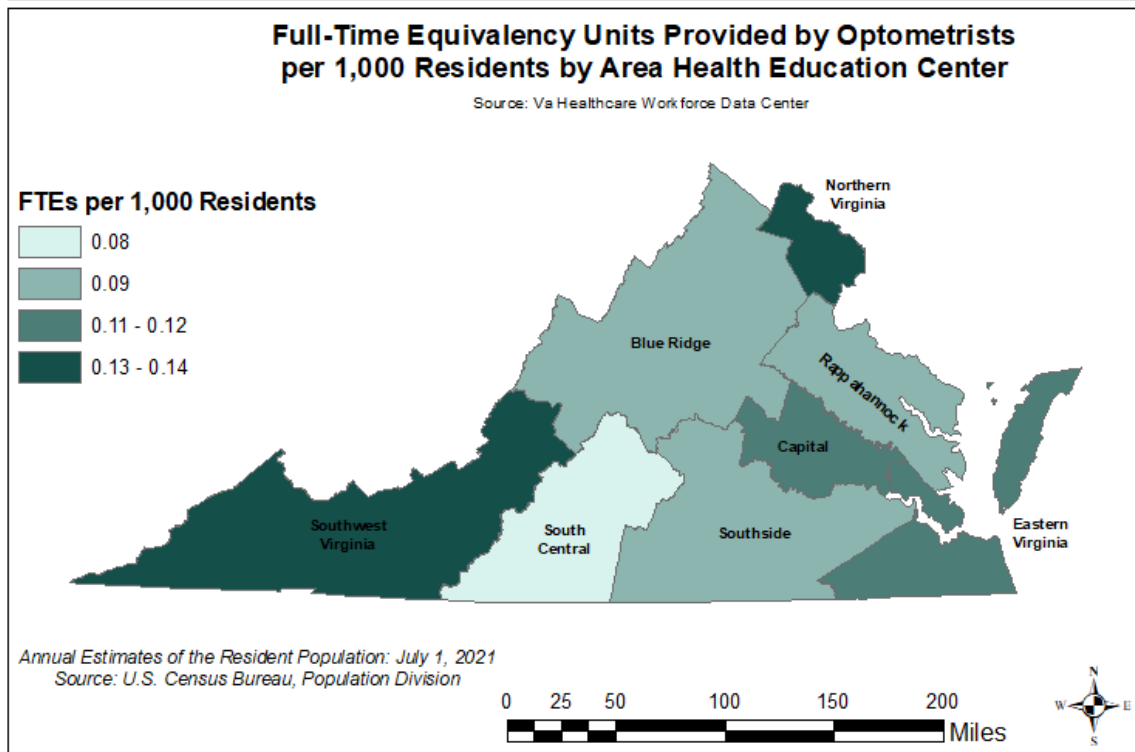 Full-Time Equivalency Units Provided by Optometrists
per 1,000 Residents by Area Health Education Center
Source: Va Healthcare Workforce Data Center
FTEs per 1,000 Residents
0.08
0.09
0.11 - 0.12
0.13 - 0.14
Northern
Virginia
Blue Ridge
Rappahannock
Capital
Southwest
Virginia
South
Central
Southside
Eastern
Virginia
Annual Estimates of the Resident Population: July 1, 2021
Source: U.S. Census Bureau, Population Division
0 25 50 100 150 200
Miles
N
W E
S